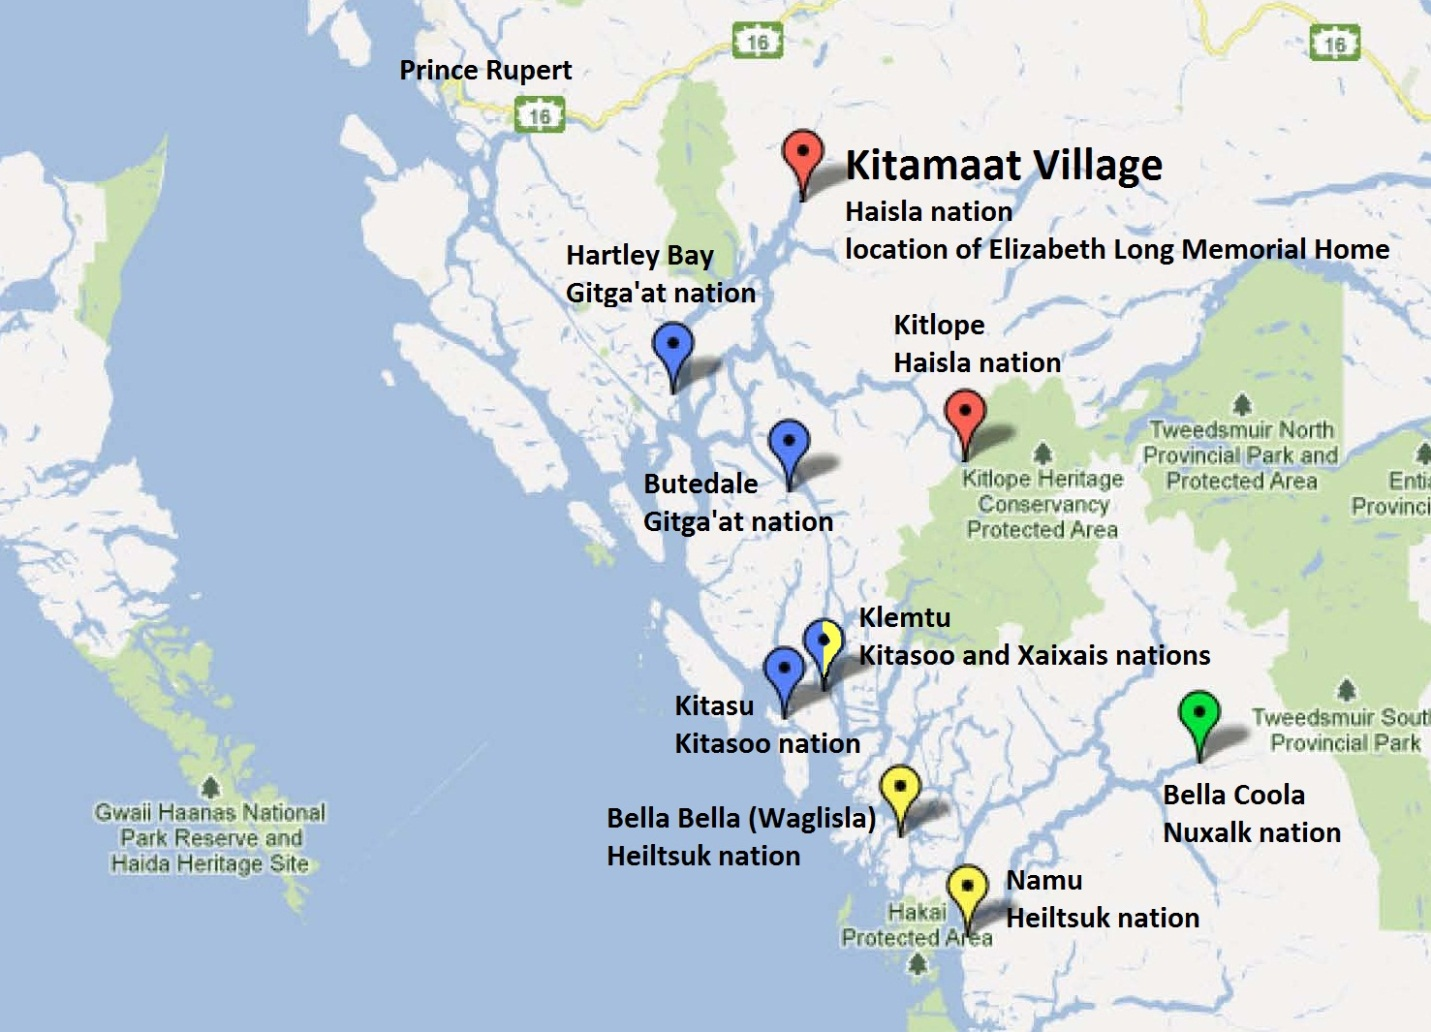 16
16
Prince Rupert
16
Kitamaat Village
Haisla nation
location of Elizabeth Long Memorial Home
Hartley Bay
Gitga'at nation
Kitlope
Haisla nation
Tweedsmuir North
Provincial Park and
Protected Area
Kitlope Heritage
Conservancy
Protected Area
Enti
Provinci
Butedale
Gitga'at nation
Klemtu
Kitasoo and Xaixais nations
Kitasu
Kitasoo nation
Tweedsmuir Sout
Provincial Park
Bella Coola
Nuxalk nation
Gwaii Haanas National
Park Reserve and
Haida Heritage Site
Bella Bella (Waglisla)
Heiltsuk nation
Namu
Heiltsuk nation
Hakai
Protected Area